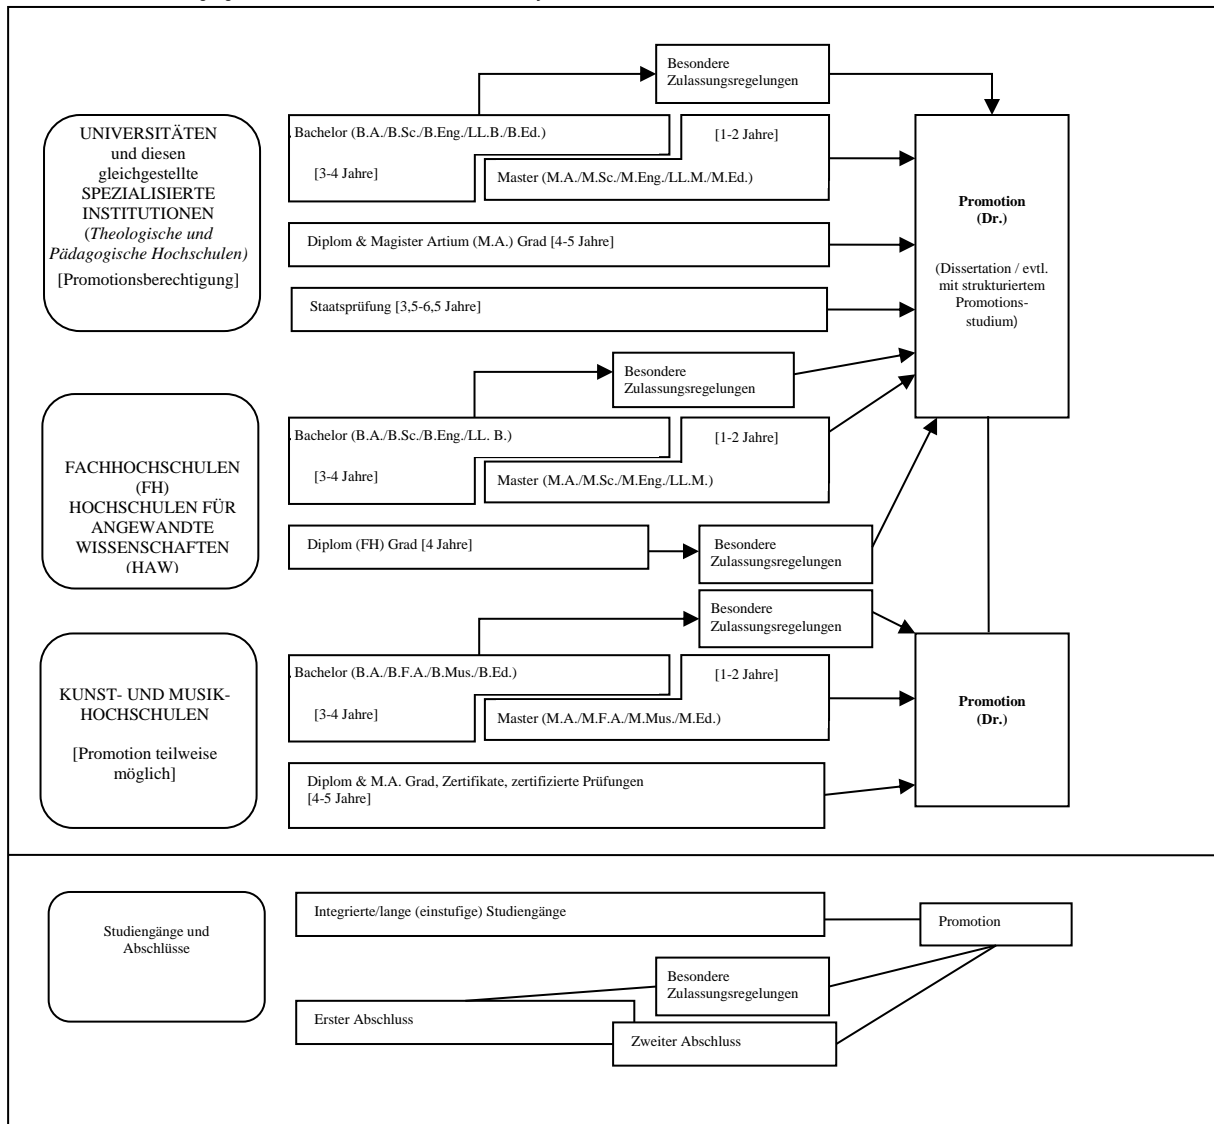 Besondere
Zulassungsregelungen
UNIVERSITÄTEN
und diesen
gleichgestellte
SPEZIALISIERTE
INSTITUTIONEN
(Theologische und
Pädagogische Hochschulen)
[Promotionsberechtigung]
Bachelor (B.A./B.Sc./B.Eng./LL.B./B.Ed.)
[3-4 Jahre]
[1-2 Jahre]
Master (M.A./M.Sc./M.Eng./LL.M./M.Ed.)
Diplom & Magister Artium (M.A.) Grad [4-5 Jahre]
Staatsprüfung [3,5-6,5 Jahre]
Promotion
(Dr.)
(Dissertation / evtl.
mit strukturiertem
Promotions-
studium)
Besondere
Zulassungsregelungen
FACHHOCHSCHULEN
(FH)
HOCHSCHULEN FÜR
ANGEWANDTE
WISSENSCHAFTEN
(HAW)
Bachelor (B.A./B.Sc./B.Eng./LL. B.)
[3-4 Jahre]
[1-2 Jahre]
Master (M.A./M.Sc./M.Eng./LL.M.)
Diplom (FH) Grad [4 Jahre]
Besondere
Zulassungsregelungen
Besondere
Zulassungsregelungen
KUNST- UND MUSIK-
HOCHSCHULEN
[Promotion teilweise
möglich]
Bachelor (B.A./B.F.A./B.Mus./B.Ed.)
[3-4 Jahre]
[1-2 Jahre]
Master (M.A./M.F.A./M.Mus./M.Ed.)
Diplom & M.A. Grad, Zertifikate, zertifizierte Prüfungen
[4-5 Jahre]
Promotion
(Dr.)
Studiengänge und
Abschlüsse
Integrierte/lange (einstufige) Studiengänge
Promotion
Besondere
Zulassungsregelungen
Erster Abschluss
Zweiter Abschluss